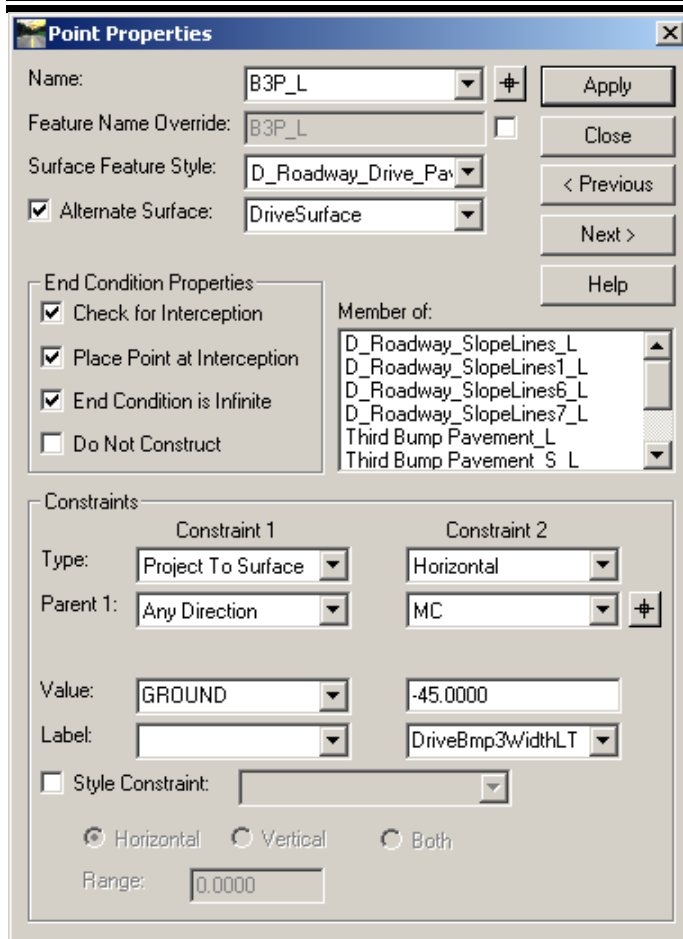 Point Properties
Name: B3P_L Apply
Feature Name Override: B3P_L Close
Surface Feature Style: D_Roadway_Drive_Pa < Previous
Alternate Surface: DriveSurface Next >
Help
End Condition Properties
Check for Interception
Place Point at Interception
End Condition is Infinite
Do Not Construct
Member of:
D_Roadway_SlopeLines_L
D_Roadway_SlopeLines1_L
D_Roadway_SlopeLines6_L
D_Roadway_SlopeLines7_L
Third Bump Pavement_L
Third Bump Pavement_S_L
Constraints
Constraint 1 Constraint 2
Type: Project To Surface Horizontal
Parent 1: Any Direction MC
Value: GROUND -45.0000
Label: DriveBmp3WidthLT
Style Constraint:
Horizontal Vertical Both
Range: 0.0000